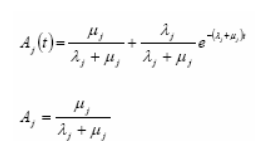 A_j(t) = μ_j / (λ_j + μ_j) + λ_j / (λ_j + μ_j) e^{-(λ_j + μ_j)t}
A_j = μ_j / (λ_j + μ_j)